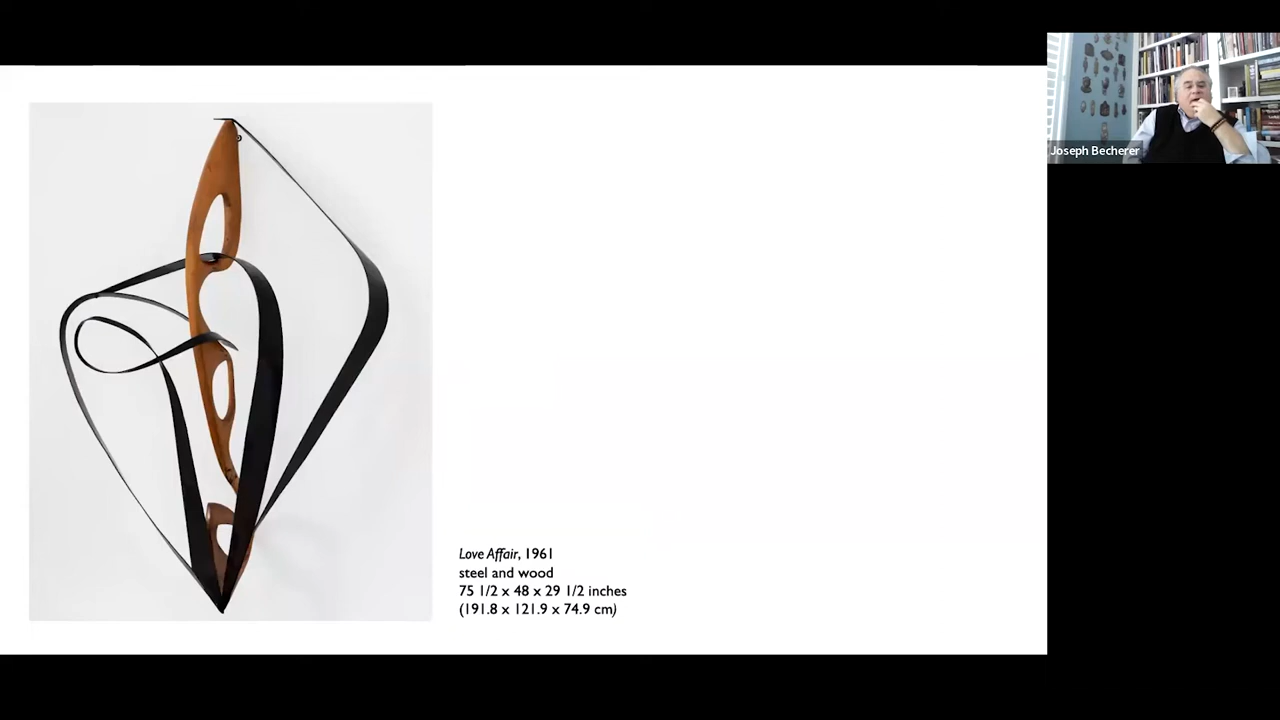 Joseph Becherer
Love Affair, 1961
steel and wood
75 1/2 x 48 x 29 1/2 inches
(191.8 x 121.9 x 74.9 cm)